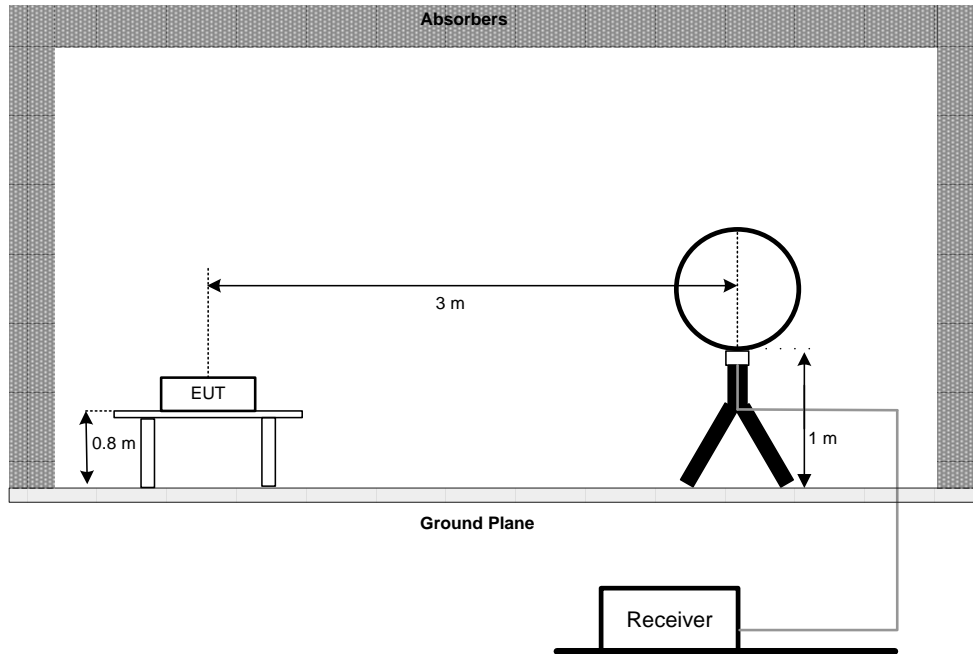 Absorbers
3 m
EUT
0.8 m
1 m
Ground Plane
Receiver